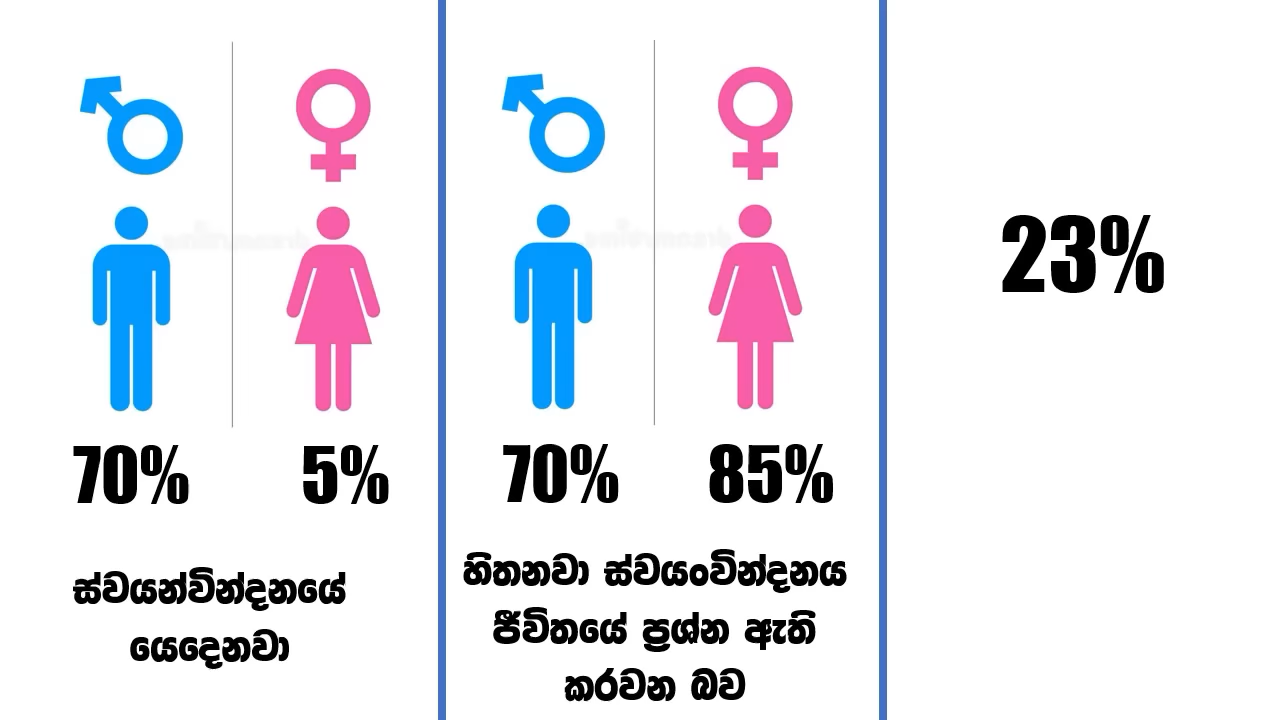 70%
5%
ස්වයන්වින්දනයේ
යෙදෙනවා
70%
85%
හිතනවා ස්වයංවින්දනය
ජීවිතයේ ප්‍රශ්න ඇති
කරවන බව
23%